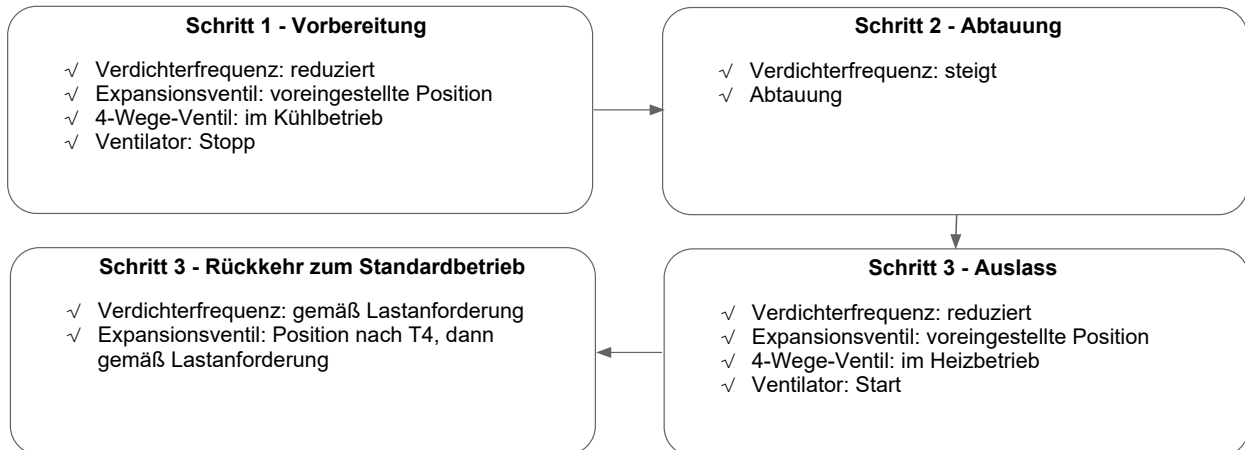 Schritt 1 - Vorbereitung
√ Verdichterfrequenz: reduziert
√ Expansionsventil: voreingestellte Position
√ 4-Wege-Ventil: im Kühlbetrieb
√ Ventilator: Stopp
Schritt 2 - Abtauung
√ Verdichterfrequenz: steigt
√ Abtauung
Schritt 3 - Auslass
√ Verdichterfrequenz: reduziert
√ Expansionsventil: voreingestellte Position
√ 4-Wege-Ventil: im Heizbetrieb
√ Ventilator: Start
Schritt 3 - Rückkehr zum Standardbetrieb
√ Verdichterfrequenz: gemäß Lastanforderung
√ Expansionsventil: Position nach T4, dann
gemäß Lastanforderung